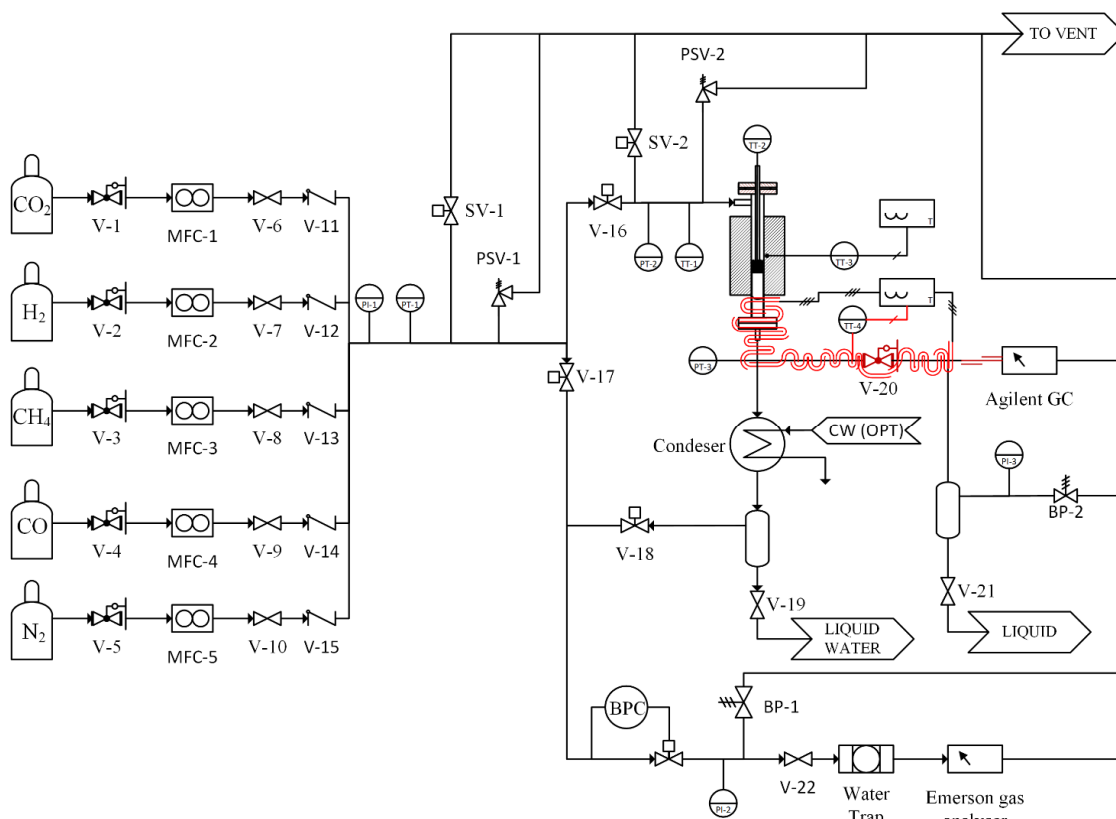 TO VENT
PSV-2
TT-2
SV-2
CO2
V-1
MFC-1
V-6
V-11
SV-1
V-16
PT-2
TT-1
TT-3
T
PSV-1
H2
V-2
MFC-2
V-7
V-12
PI-1
PT-1
T
TT-4
V-17
PT-3
V-20
Agilent GC
CH4
V-3
MFC-3
V-8
V-13
Condeser
CW (OPT)
PI-3
BP-2
CO
V-4
MFC-4
V-9
V-14
V-18
V-19
V-21
N2
V-5
MFC-5
V-10
V-15
LIQUID
WATER
LIQUID
BPC
BP-1
V-22
PI-2
Water
Trap
Emerson gas